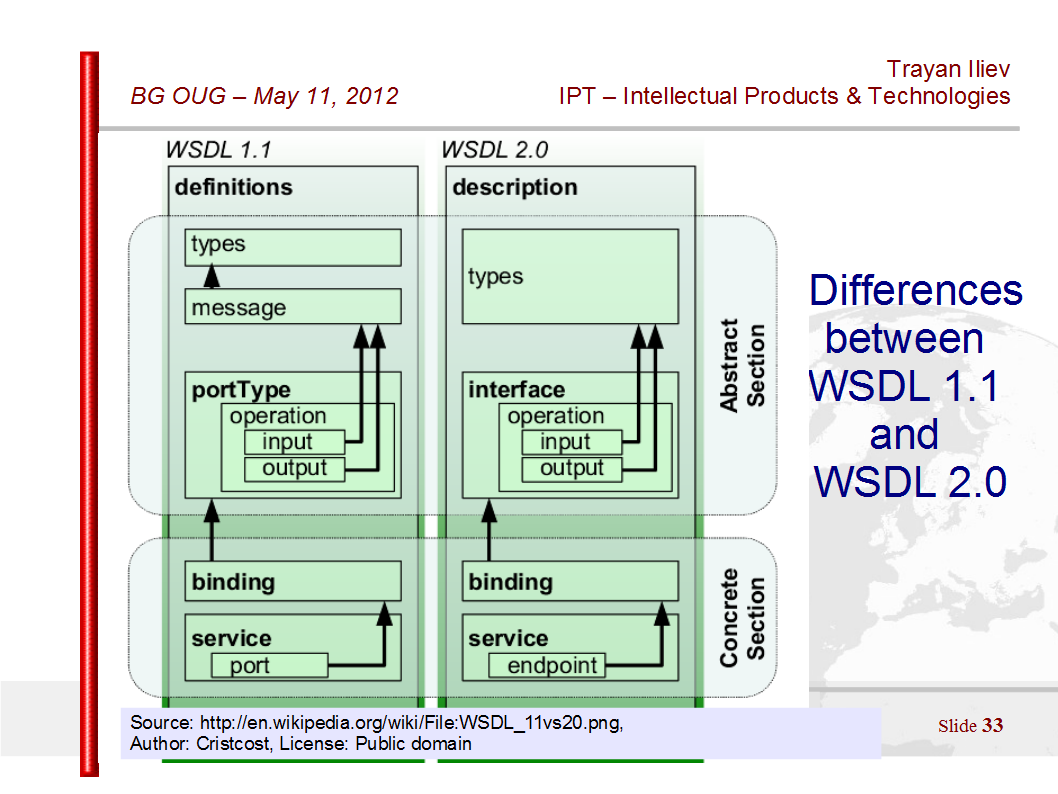 Trayan Iliev
BG OUG – May 11, 2012
IPT – Intellectual Products & Technologies
WSDL 1.1
definitions
types
message
portType
operation
input
output
binding
service
port
WSDL 2.0
description
types
interface
operation
input
output
binding
service
endpoint
Abstract
Section
Concrete
Section
Differences
between
WSDL 1.1
and
WSDL 2.0
Source: http://en.wikipedia.org/wiki/File:WSDL_11vs20.png,
Author: Cristcost, License: Public domain
Slide 33